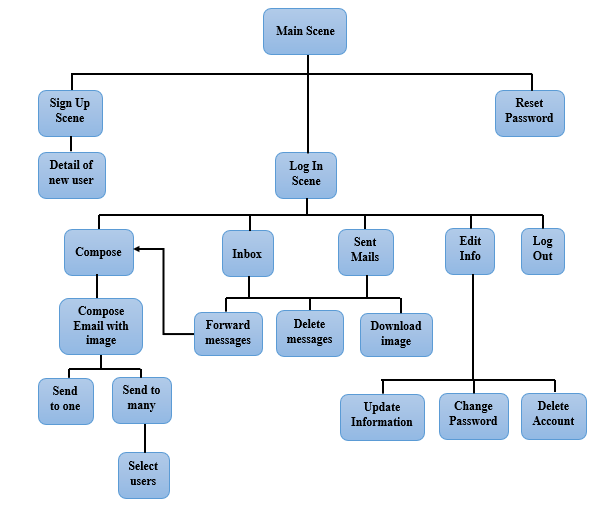 Main Scene
Sign Up
Scene
Reset
Password
Detail of
new user
Log In
Scene
Compose
Inbox
Sent
Mails
Edit
Info
Log
Out
Compose
Email with
image
Forward
messages
Delete
messages
Download
image
Send
to one
Send to
many
Update
Information
Change
Password
Delete
Account
Select
users